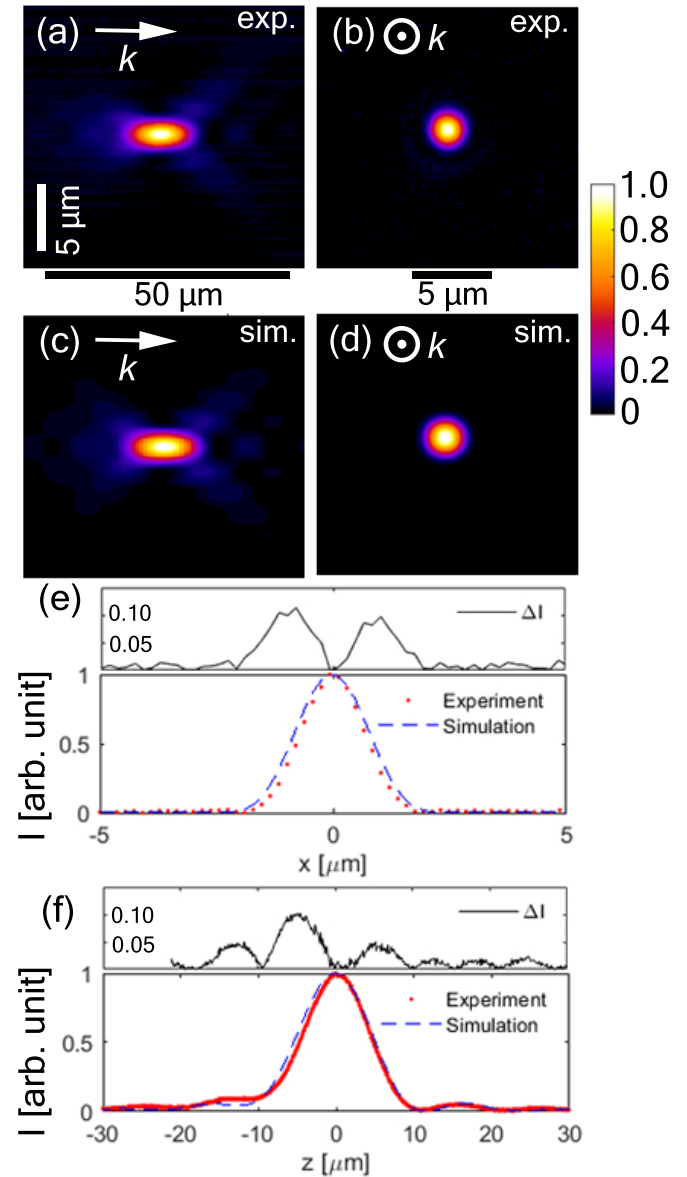 (a) k exp.
(b) k exp.
5 μm
50 μm
5 μm
1.0
0.8
0.6
0.4
0.2
0
(c) k sim.
(d) k sim.
(e)
0.10
0.05
ΔI
I [arb. unit]
1
0.5
0
Experiment
Simulation
-5 0 5
x [μm]
(f)
0.10
0.05
ΔI
I [arb. unit]
1
0.5
0
Experiment
Simulation
-30 -20 -10 0 10 20 30
z [μm]